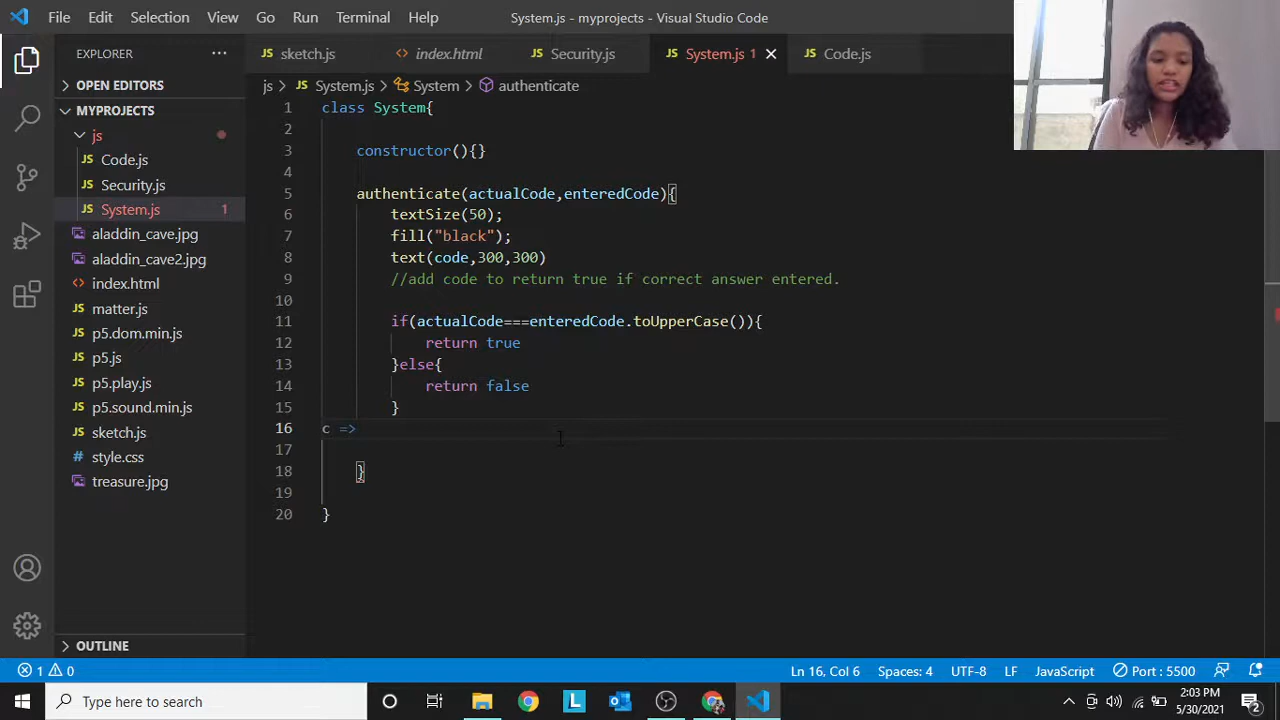 File Edit Selection View Go Run Terminal Help System.js - myprojects - Visual Studio Code
EXPLORER ...
sketch.js index.html Security.js System.js 1 Code.js
OPEN EDITORS
js > System.js > System > authenticate
MYPROJECTS
js
Code.js
Security.js
System.js 1
aladdin_cave.jpg
aladdin_cave2.jpg
index.html
matter.js
p5.dom.min.js
p5.js
p5.play.js
p5.sound.min.js
sketch.js
style.css
treasure.jpg
OUTLINE
1 class System{
2
3 constructor(){}
4
5 authenticate(actualCode,enteredCode){
6 textSize(50);
7 fill("black");
8 text(code,300,300)
9 //add code to return true if correct answer entered.
10
11 if(actualCode===enteredCode.toUpperCase()){
12 return true
13 }else{
14 return false
15 }
16 c =>
17
18 }
19
20 }
1 0 Ln 16, Col 6 Spaces: 4 UTF-8 LF JavaScript Port : 5500
Type here to search
2:03 PM
5/30/2021
2